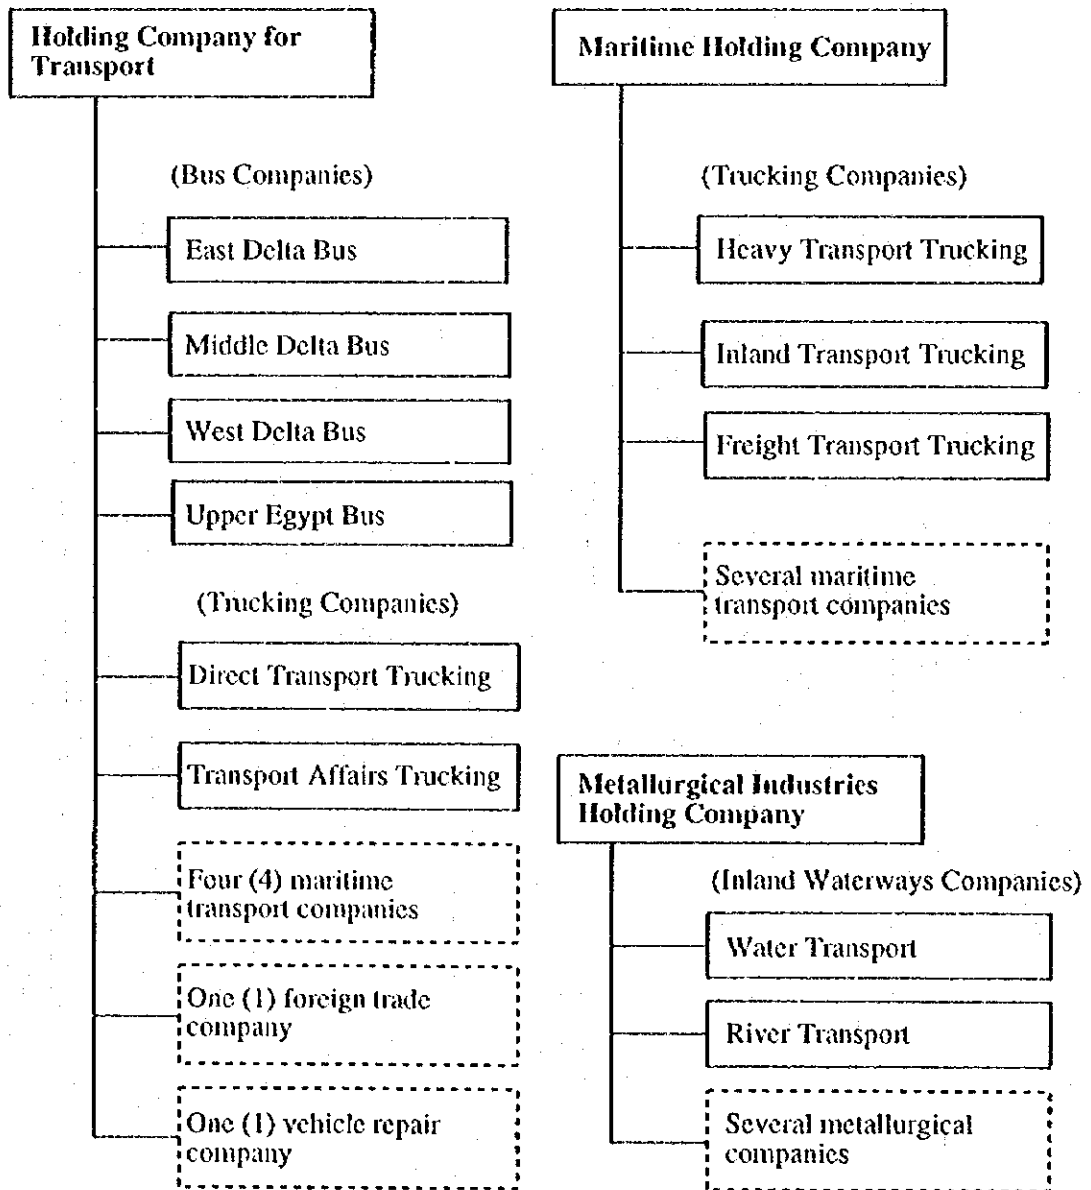 Holding Company for
Transport
(Bus Companies)
East Delta Bus
Middle Delta Bus
West Delta Bus
Upper Egypt Bus
(Trucking Companies)
Direct Transport Trucking
Transport Affairs Trucking
Four (4) maritime
transport companies
One (1) foreign trade
company
One (1) vehicle repair
company
Maritime Holding Company
(Trucking Companies)
Heavy Transport Trucking
Inland Transport Trucking
Freight Transport Trucking
Several maritime
transport companies
Metallurgical Industries
Holding Company
(Inland Waterways Companies)
Water Transport
River Transport
Several metallurgical
companies